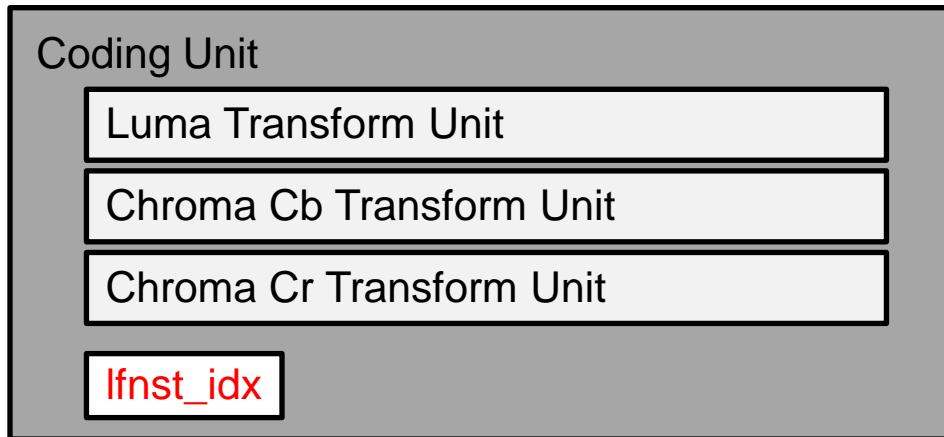 Coding Unit
Luma Transform Unit
Chroma Cb Transform Unit
Chroma Cr Transform Unit
lfnst_idx